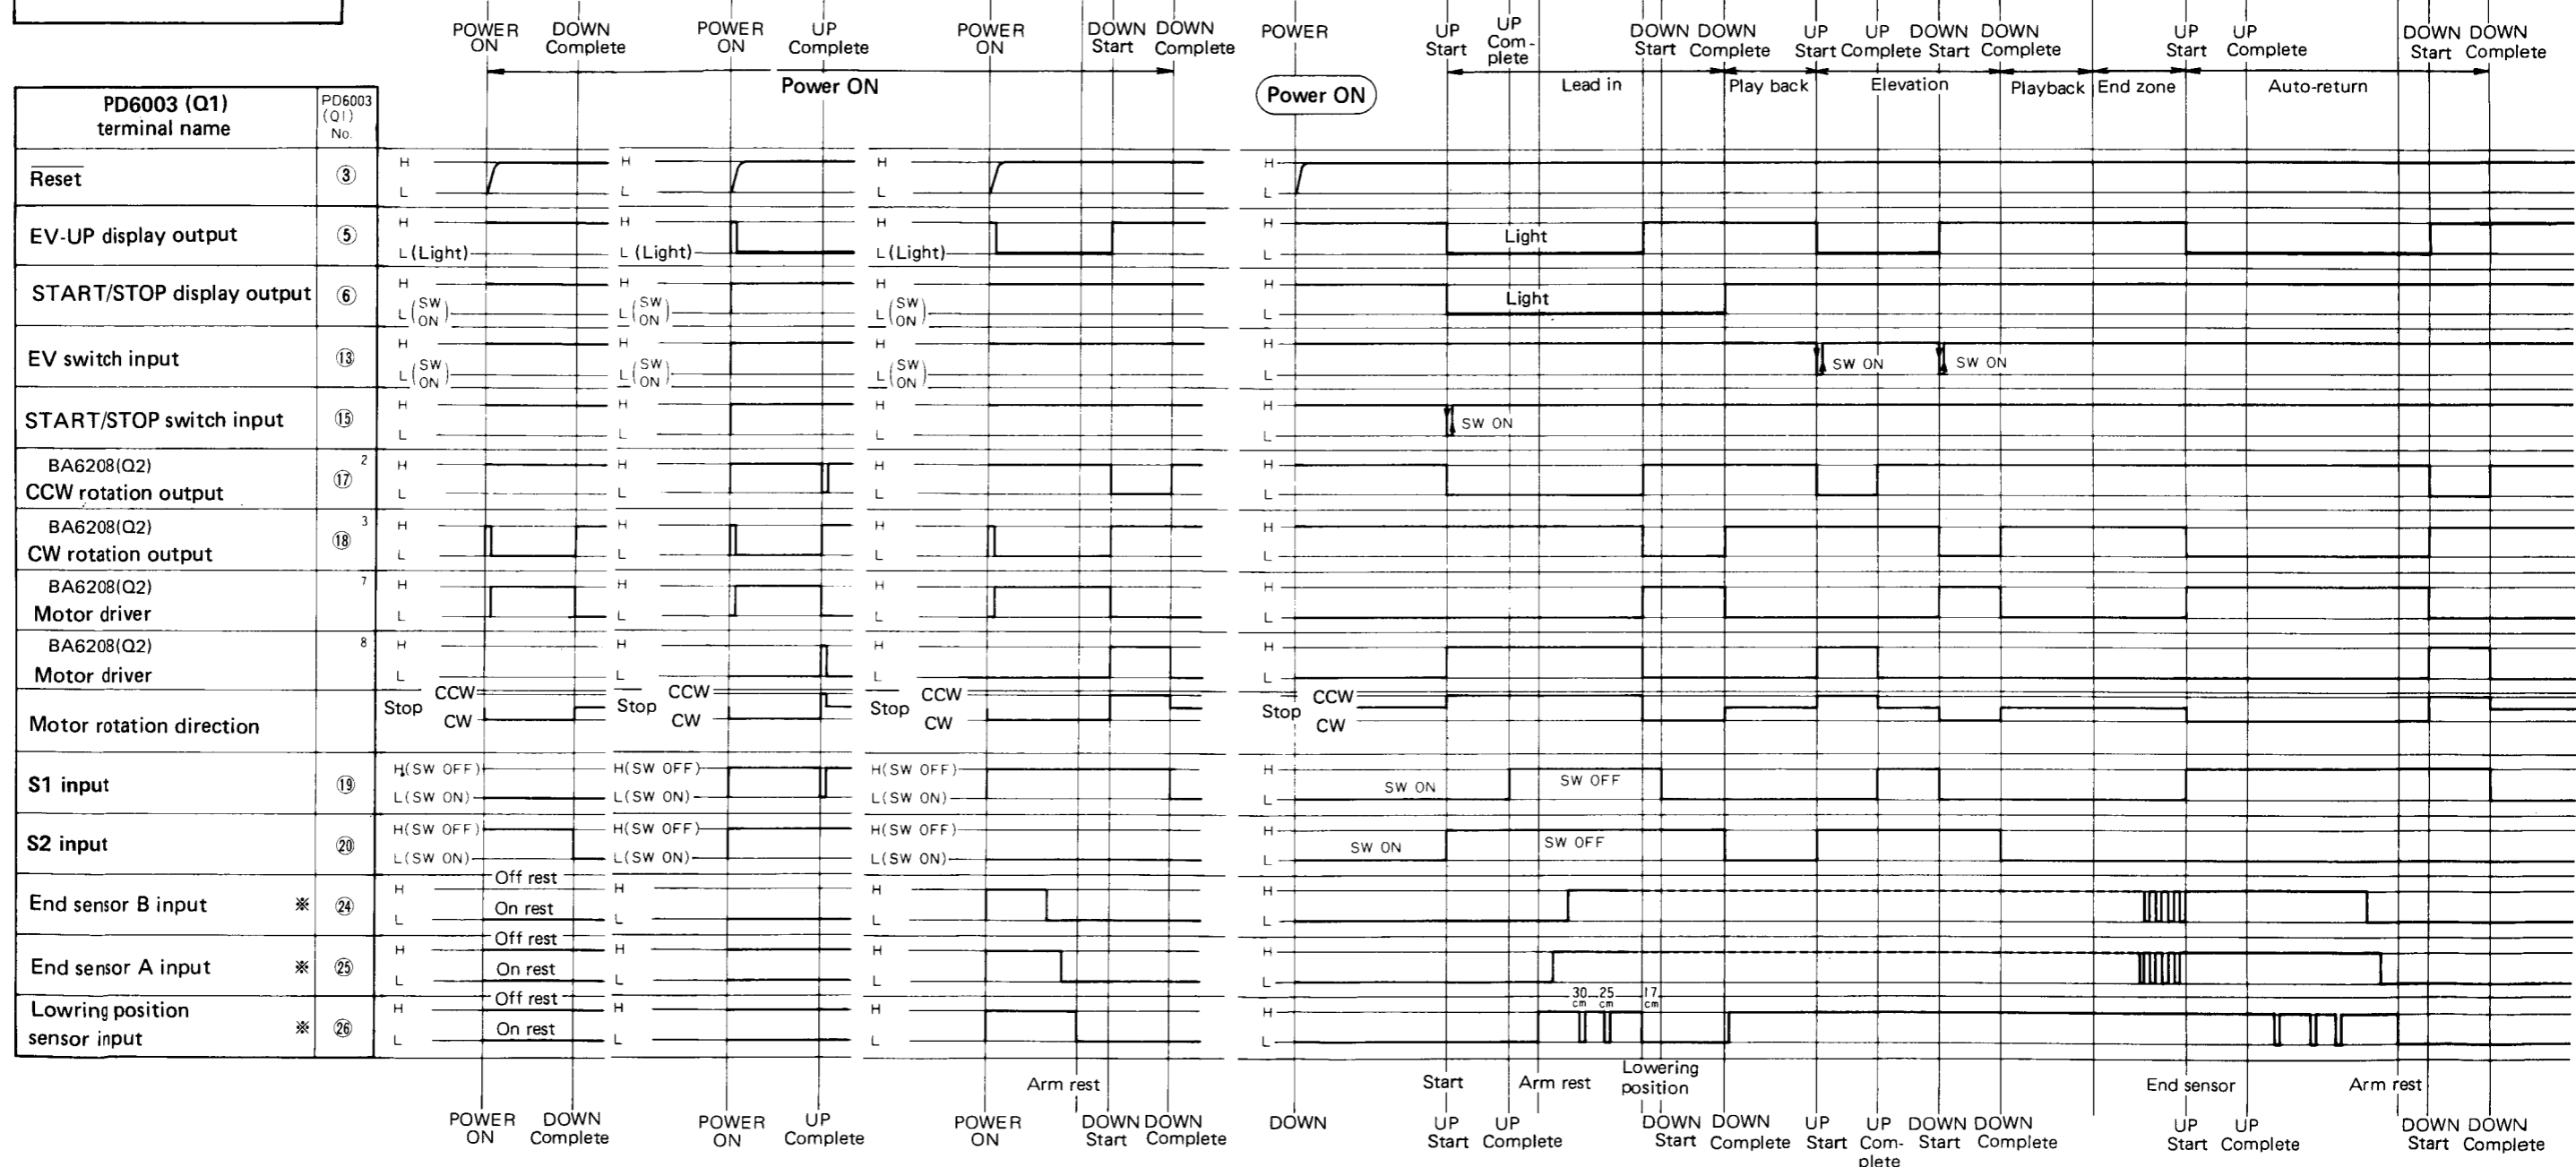 POWER ON DOWN Complete POWER ON UP Complete POWER ON DOWN Start DOWN Complete POWER UP Start UP Com-plete DOWN Start DOWN Complete UP Start UP Complete DOWN Start DOWN Complete UP Start UP Complete DOWN Start DOWN Complete
Power ON Power ON Lead in Play back Elevation Playback End zone Auto-return
PD6003 (Q1) terminal name PD6003 (Q1) No.
Reset ③ H L H L H L H L
EV-UP display output ⑤ H L (Light) H L (Light) H L (Light) Light
START/STOP display output ⑥ H L (SW ON) H L (SW ON) H L (SW ON) H L Light
EV switch input ⑬ H L (SW ON) H L (SW ON) H L (SW ON) H L SW ON SW ON
START/STOP switch input ⑮ H L H L H L H L SW ON
BA6208(Q2) 2
CCW rotation output ⑰ H L H L H L H L
BA6208(Q2) 3
CW rotation output ⑱ H L H L H L H L
BA6208(Q2) 7
Motor driver H L H L H L H L
BA6208(Q2) 8
Motor driver H L H L H L H L
Motor rotation direction Stop CCW CW Stop CCW CW Stop CCW CW Stop CCW CW
S1 input ⑲ H(SW OFF) L(SW ON) H(SW OFF) L(SW ON) H(SW OFF) L(SW ON) H L SW ON SW OFF
S2 input ⑳ H(SW OFF) L(SW ON) H(SW OFF) L(SW ON) H(SW OFF) L(SW ON) H L SW ON SW OFF
End sensor B input ※ ㉔ H L Off rest On rest H L H L H L
End sensor A input ※ ㉕ H L Off rest On rest H L H L H L
Lowring position sensor input ※ ㉖ H L Off rest On rest H L H L H L 30 cm 25 cm 17 cm
Arm rest Start Arm rest Lowering position End sensor Arm rest
POWER ON DOWN Complete POWER ON UP Complete POWER ON DOWN Start DOWN Complete DOWN UP Start UP Complete DOWN Start DOWN Complete UP Start UP Com-plete DOWN Start DOWN Complete UP Start UP Complete DOWN Start DOWN Complete